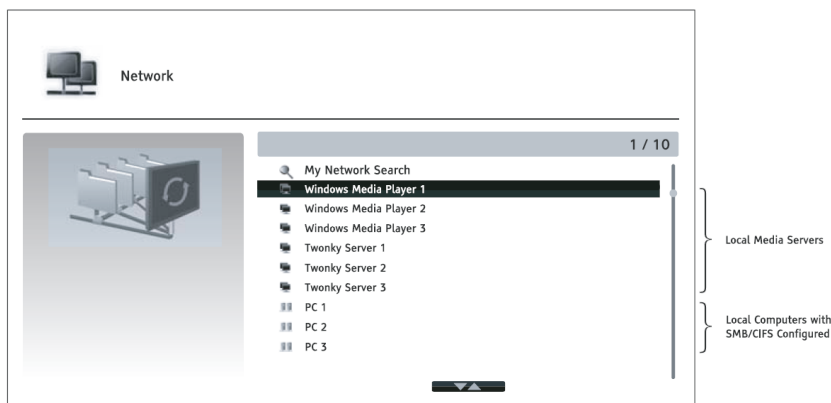 Network
1 / 10
My Network Search
Windows Media Player 1
Windows Media Player 2
Windows Media Player 3
Twonky Server 1
Twonky Server 2
Twonky Server 3
PC 1
PC 2
PC 3
Local Media Servers
Local Computers with
SMB/CIFS Configured